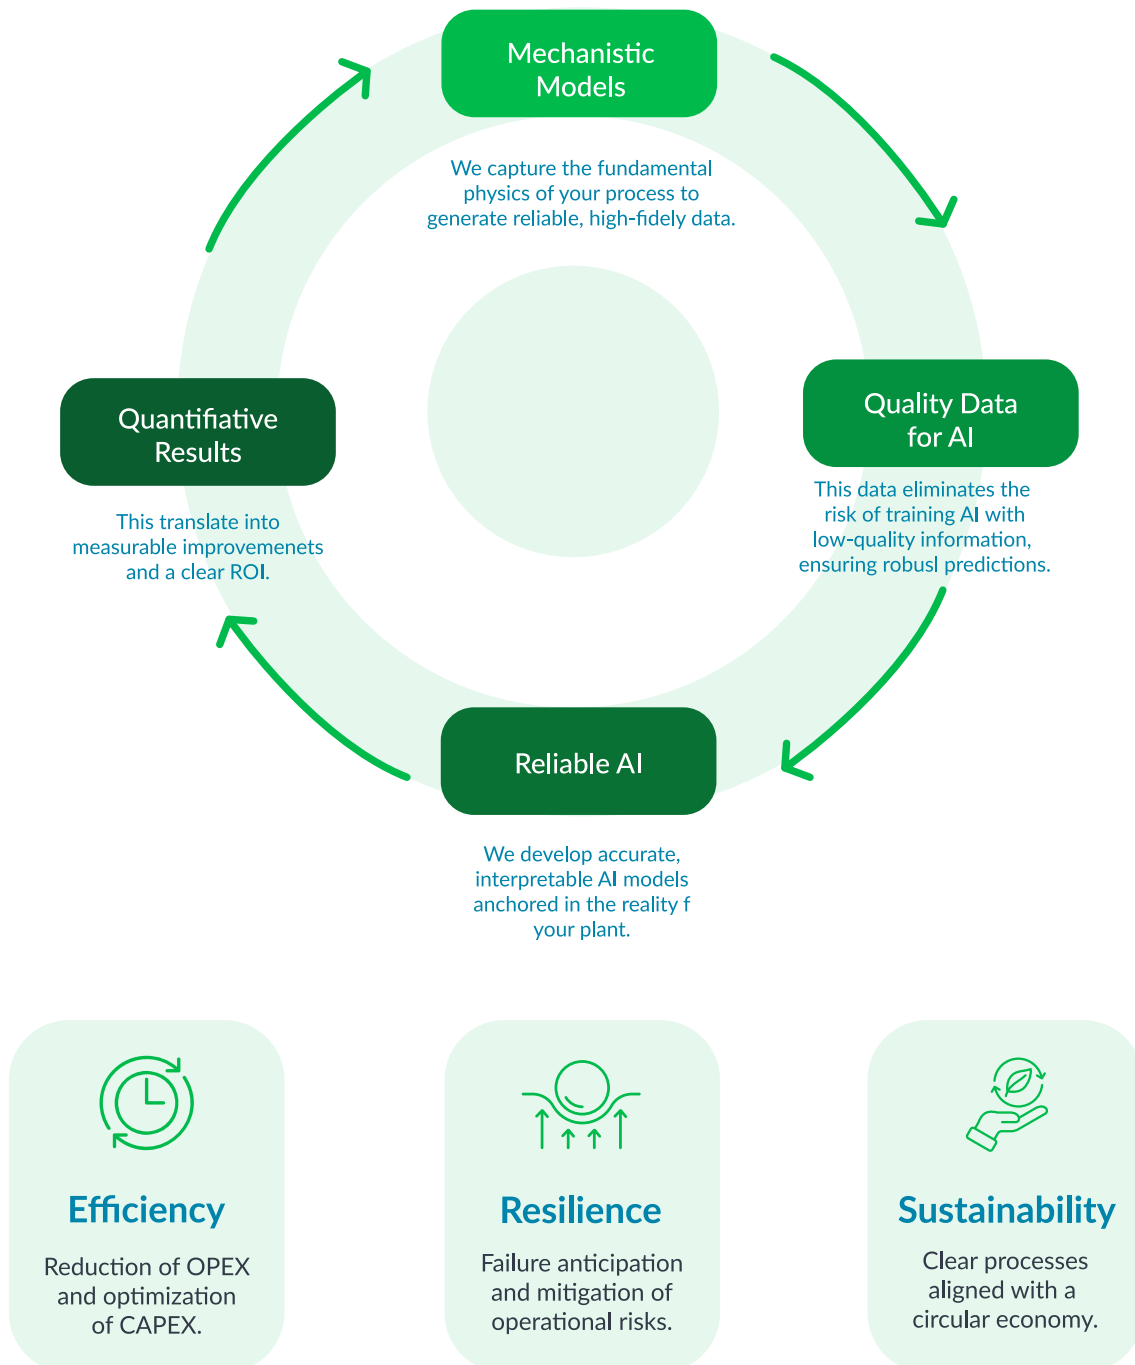 Mechanistic
Models
We capture the fundamental
physics of your process to
generate reliable, high-fidely data.
Quality Data
for AI
This data eliminates the
risk of training AI with
low-quality information,
ensuring robusl predictions.
Reliable AI
We develop accurate,
interpretable AI models
anchored in the reality f
your plant.
Quantifiative
Results
This translate into
measurable improvemenets
and a clear ROI.
Efficiency
Reduction of OPEX
and optimization
of CAPEX.
Resilience
Failure anticipation
and mitigation of
operational risks.
Sustainability
Clear processes
aligned with a
circular economy.